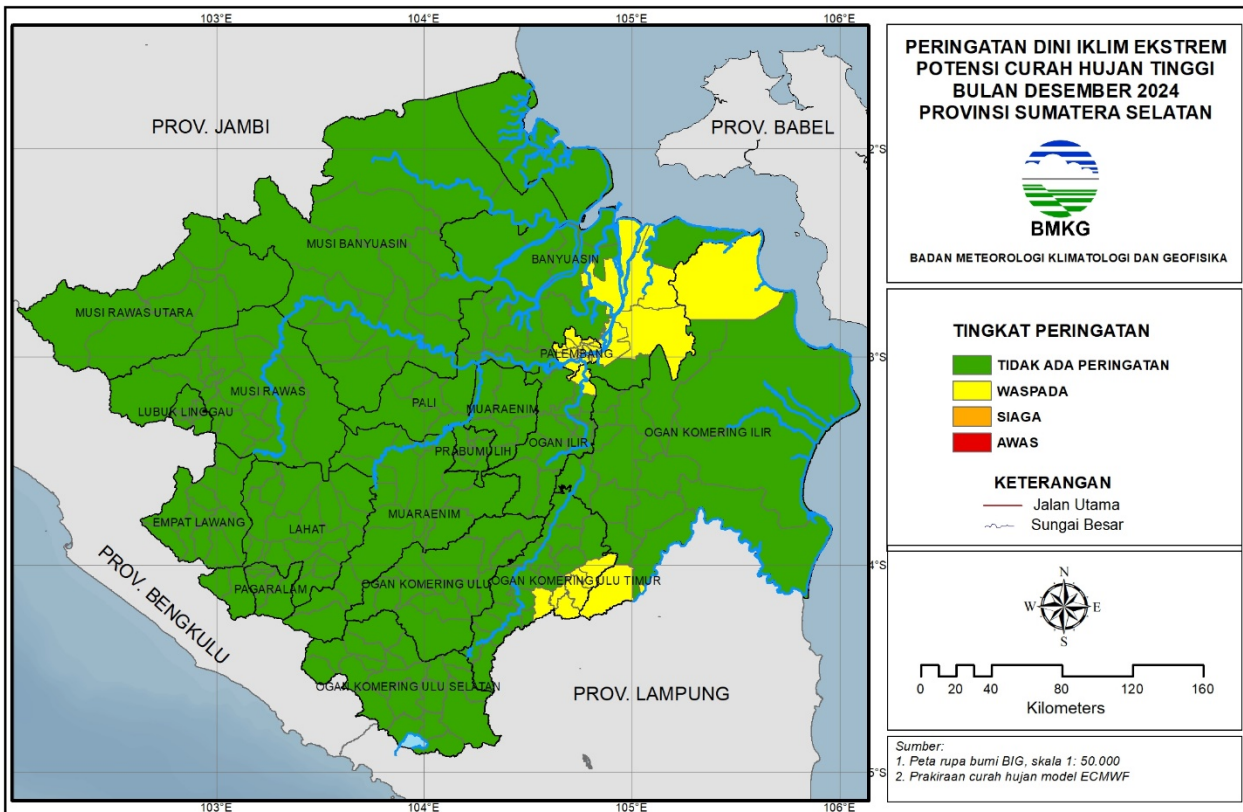 103°E 104°E 105°E 106°E
PROV. JAMBI
PROV. BABEL
2°S
MUSI BANYUASIN
BANYUASIN
MUSI RAWAS UTARA
PALEMBANG
3°S
MUSI RAWAS
PALI
MUARAENIM
LUBUK LINGGAU
OGAN ILIR
OGAN KOMERING ILIR
PRABUMULIH
EMPAT LAWANG
LAHAT
MUARAENIM
4°S
PAGARALAM
OGAN KOMERING ULU
OGAN KOMERING ULU TIMUR
PROV. BENGKULU
OGAN KOMERING ULU SELATAN
PROV. LAMPUNG
5°S
103°E 104°E 105°E 106°E
PERINGATAN DINI IKLIM EKSTREM
POTENSI CURAH HUJAN TINGGI
BULAN DESEMBER 2024
PROVINSI SUMATERA SELATAN
BMKG
BADAN METEOROLOGI KLIMATOLOGI DAN GEOFISIKA
TINGKAT PERINGATAN
TIDAK ADA PERINGATAN
WASPADA
SIAGA
AWAS
KETERANGAN
Jalan Utama
Sungai Besar
N
W E
S
0 20 40 80 120 160
Kilometers
Sumber:
1. Peta rupa bumi BIG, skala 1: 50.000
2. Prakiraan curah hujan model ECMWF